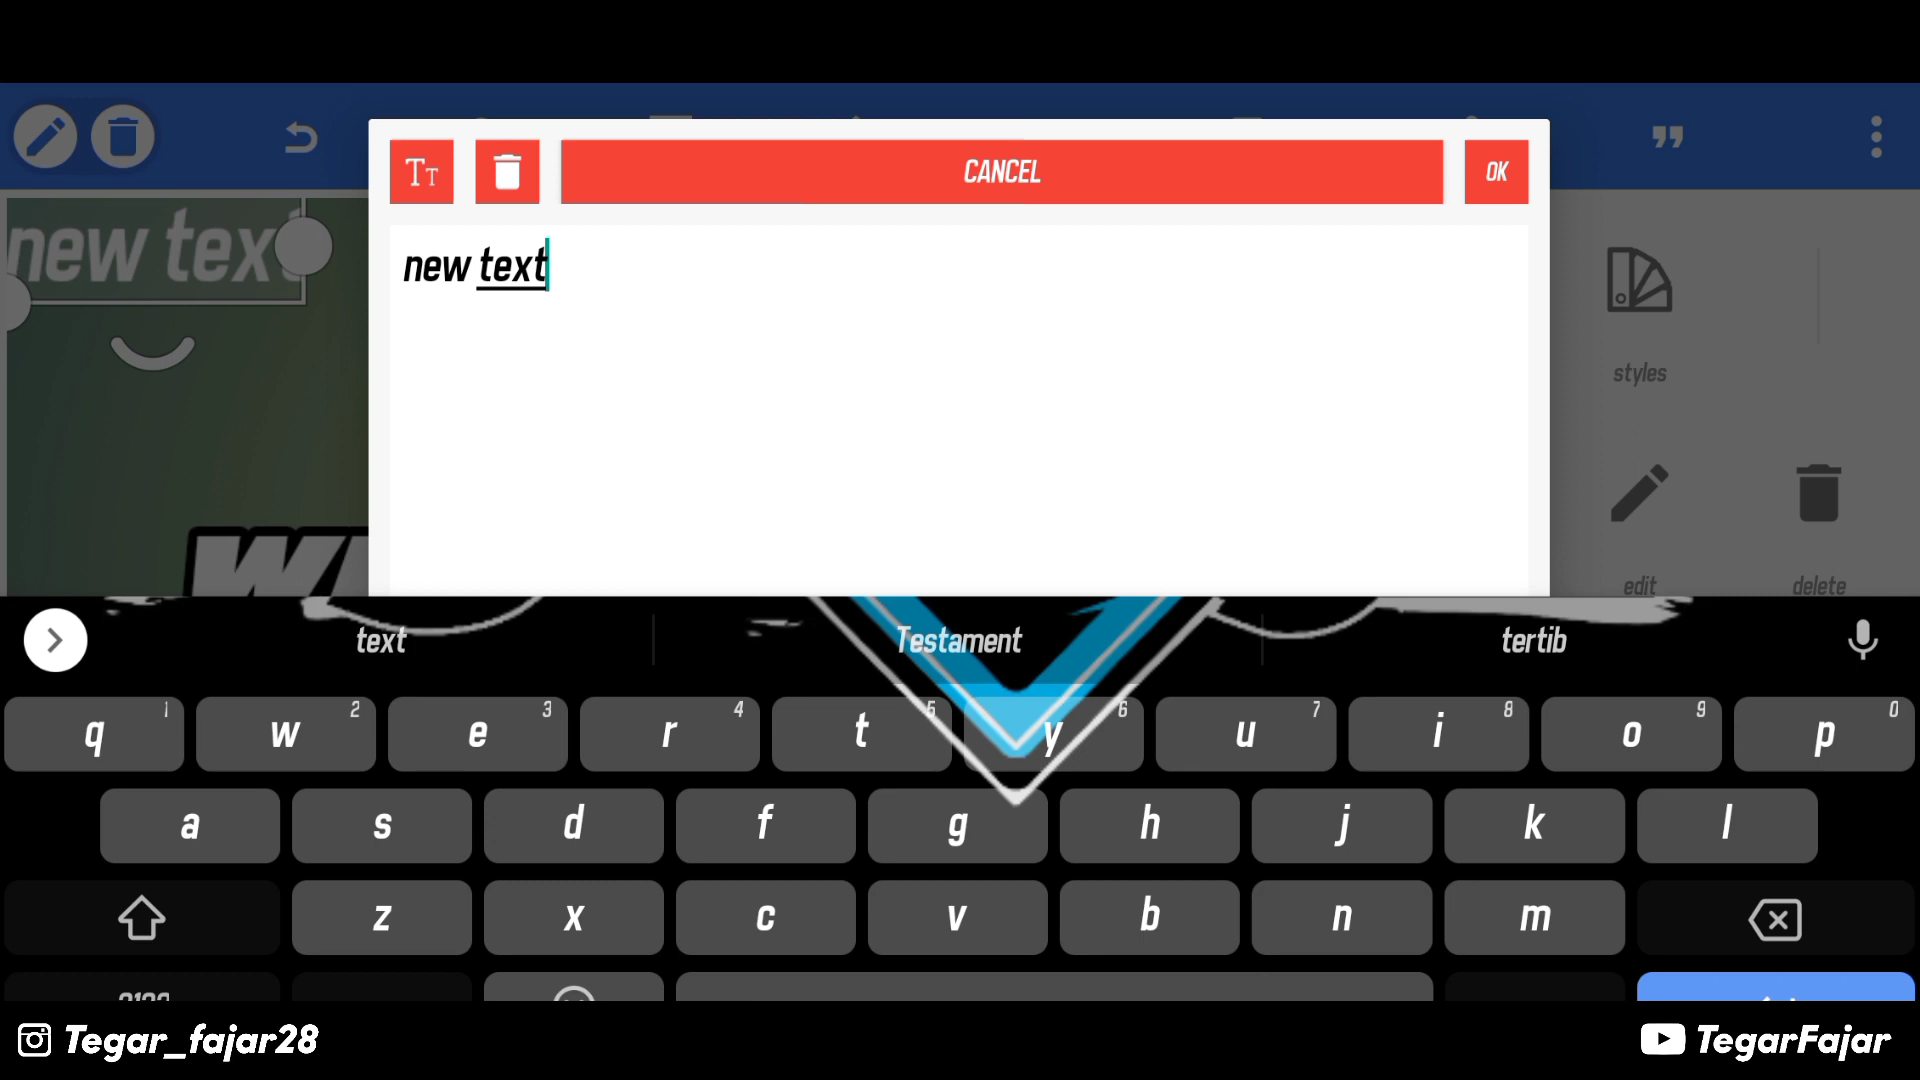 Tт
CANCEL
OK
new text
new text
styles
edit
delete
text
Testament
tertib
q 1 w 2 e 3 r 4 t 5 y 6 u 7 i 8 o 9 p 0
a s d f g h j k l
z x c v b n m
Tegar_fajar28
TegarFajar